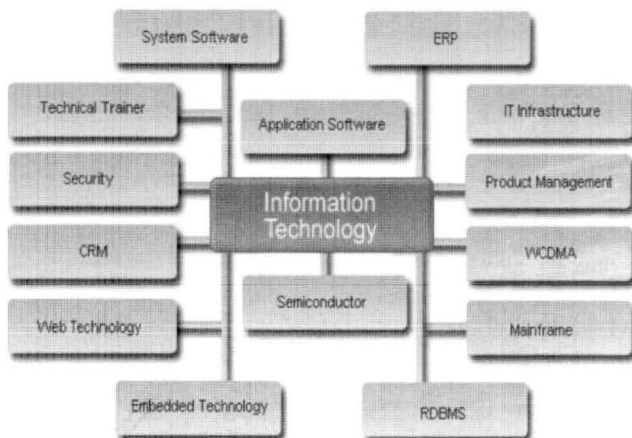 System Software
ERP
Technical Trainer
Application Software
IT Infrastructure
Security
Product Management
Information
Technology
CRM
WCDMA
Semiconductor
Web Technology
Mainframe
Embedded Technology
RDBMS